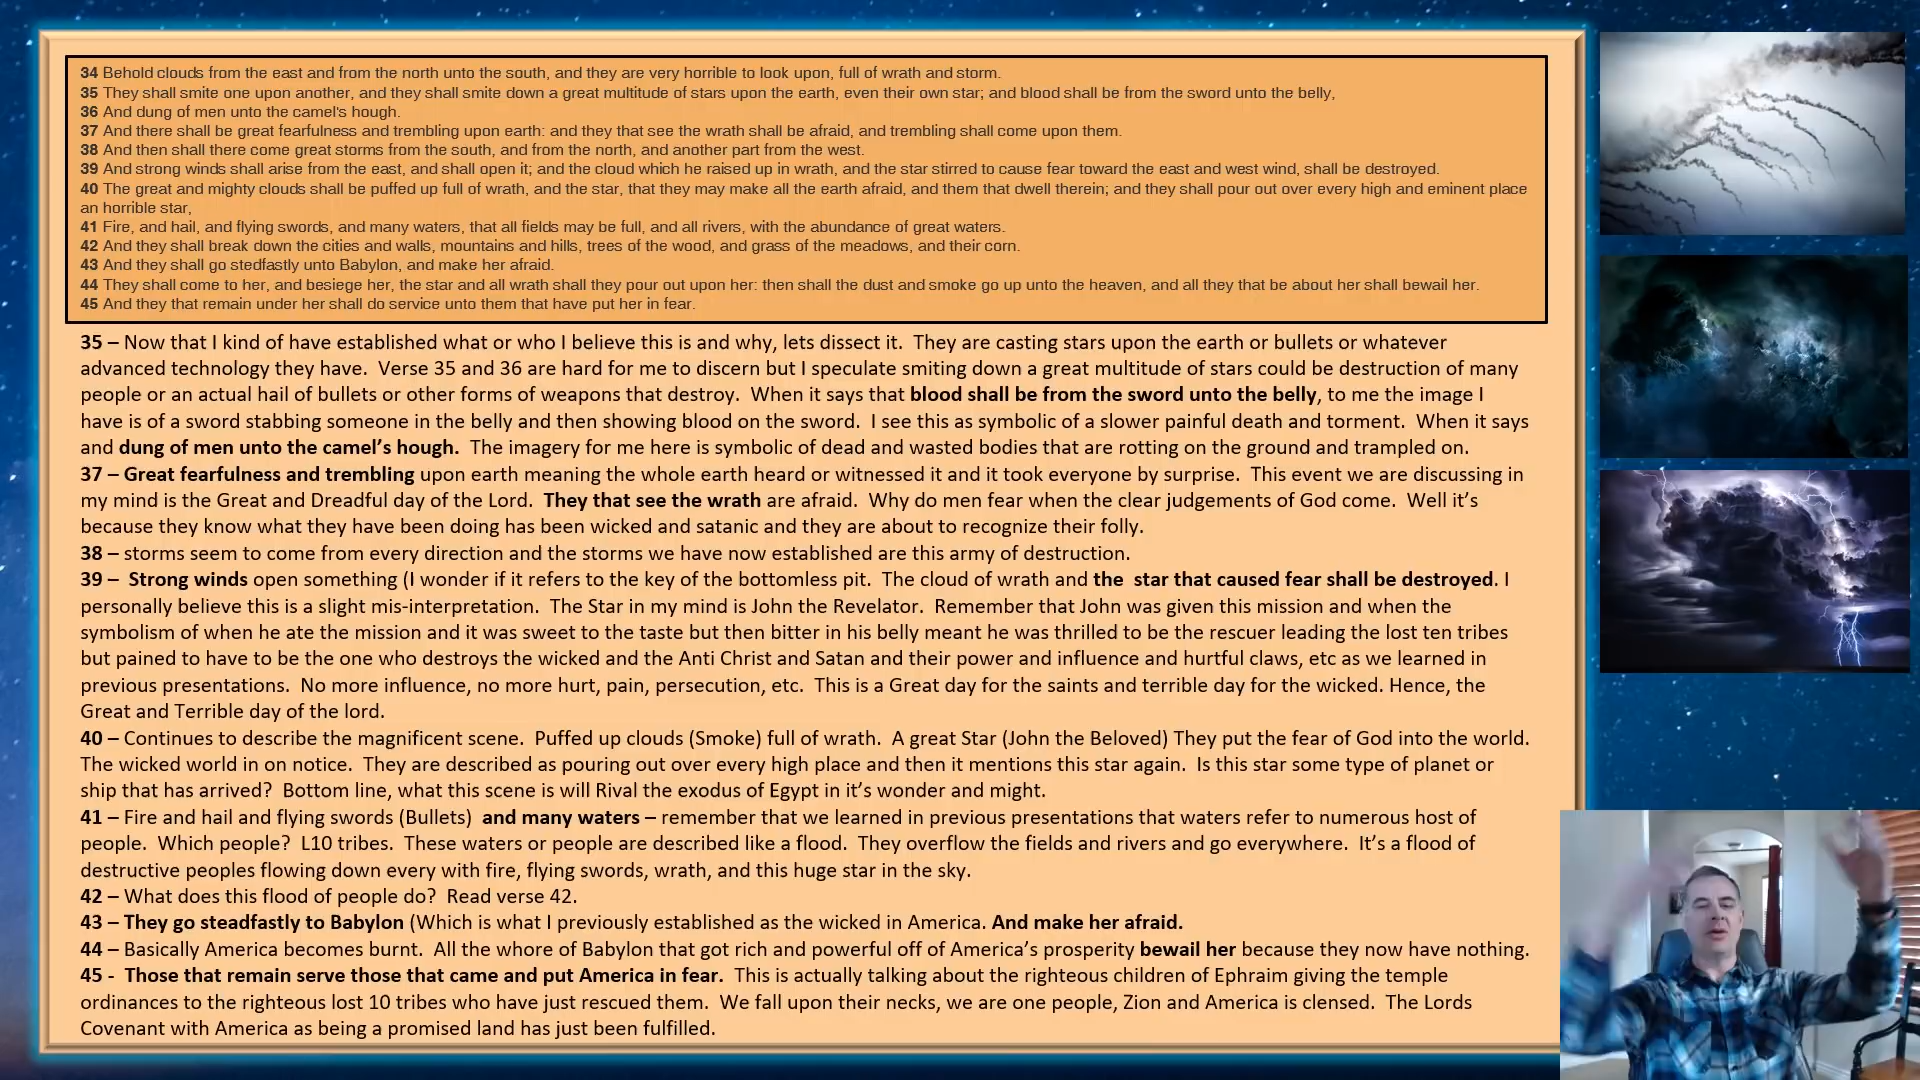 34 Behold clouds from the east and from the north unto the south, and they are very horrible to look upon, full of wrath and storm.
35 They shall smite one upon another, and they shall smite down a great multitude of stars upon the earth, even their own star; and blood shall be from the sword unto the belly,
36 And dung of men unto the camel's hough.
37 And there shall be great fearfulness and trembling upon earth: and they that see the wrath shall be afraid, and trembling shall come upon them.
38 And then shall there come great storms from the south, and from the north, and another part from the west.
39 And strong winds shall arise from the east, and shall open it; and the cloud which he raised up in wrath, and the star stirred to cause fear toward the east and west wind, shall be destroyed.
40 The great and mighty clouds shall be puffed up full of wrath, and the star, that they may make all the earth afraid, and them that dwell therein; and they shall pour out over every high and eminent place
an horrible star,
41 Fire, and hail, and flying swords, and many waters, that all fields may be full, and all rivers, with the abundance of great waters.
42 And they shall break down the cities and walls, mountains and hills, trees of the wood, and grass of the meadows, and their corn.
43 And they shall go stedfastly unto Babylon, and make her afraid.
44 They shall come to her, and besiege her, the star and all wrath shall they pour out upon her: then shall the dust and smoke go up unto the heaven, and all they that be about her shall bewail her.
45 And they that remain under her shall do service unto them that have put her in fear.
35 – Now that I kind of have established what or who I believe this is and why, lets dissect it. They are casting stars upon the earth or bullets or whatever
advanced technology they have. Verse 35 and 36 are hard for me to discern but I speculate smiting down a great multitude of stars could be destruction of many
people or an actual hail of bullets or other forms of weapons that destroy. When it says that blood shall be from the sword unto the belly, to me the image I
have is of a sword stabbing someone in the belly and then showing blood on the sword. I see this as symbolic of a slower painful death and torment. When it says
and dung of men unto the camel's hough. The imagery for me here is symbolic of dead and wasted bodies that are rotting on the ground and trampled on.
37 – Great fearfulness and trembling upon earth meaning the whole earth heard or witnessed it and it took everyone by surprise. This event we are discussing in
my mind is the Great and Dreadful day of the Lord. They that see the wrath are afraid. Why do men fear when the clear judgements of God come. Well it's
because they know what they have been doing has been wicked and satanic and they are about to recognize their folly.
38 – storms seem to come from every direction and the storms we have now established are this army of destruction.
39 – Strong winds open something (I wonder if it refers to the key of the bottomless pit. The cloud of wrath and the star that caused fear shall be destroyed. I
personally believe this is a slight mis-interpretation. The Star in my mind is John the Revelator. Remember that John was given this mission and when the
symbolism of when he ate the mission and it was sweet to the taste but then bitter in his belly meant he was thrilled to be the rescuer leading the lost ten tribes
but pained to have to be the one who destroys the wicked and the Anti Christ and Satan and their power and influence and hurtful claws, etc as we learned in
previous presentations. No more influence, no more hurt, pain, persecution, etc. This is a Great day for the saints and terrible day for the wicked. Hence, the
Great and Terrible day of the lord.
40 – Continues to describe the magnificent scene. Puffed up clouds (Smoke) full of wrath. A great Star (John the Beloved) They put the fear of God into the world.
The wicked world in on notice. They are described as pouring out over every high place and then it mentions this star again. Is this star some type of planet or
ship that has arrived? Bottom line, what this scene is will Rival the exodus of Egypt in it's wonder and might.
41 – Fire and hail and flying swords (Bullets) and many waters – remember that we learned in previous presentations that waters refer to numerous host of
people. Which people? L10 tribes. These waters or people are described like a flood. They overflow the fields and rivers and go everywhere. It's a flood of
destructive peoples flowing down every with fire, flying swords, wrath, and this huge star in the sky.
42 – What does this flood of people do? Read verse 42.
43 – They go steadfastly to Babylon (Which is what I previously established as the wicked in America. And make her afraid.
44 – Basically America becomes burnt. All the whore of Babylon that got rich and powerful off of America's prosperity bewail her because they now have nothing.
45 - Those that remain serve those that came and put America in fear. This is actually talking about the righteous children of Ephraim giving the temple
ordinances to the righteous lost 10 tribes who have just rescued them. We fall upon their necks, we are one people, Zion and America is clensed. The Lords
Covenant with America as being a promised land has just been fulfilled.